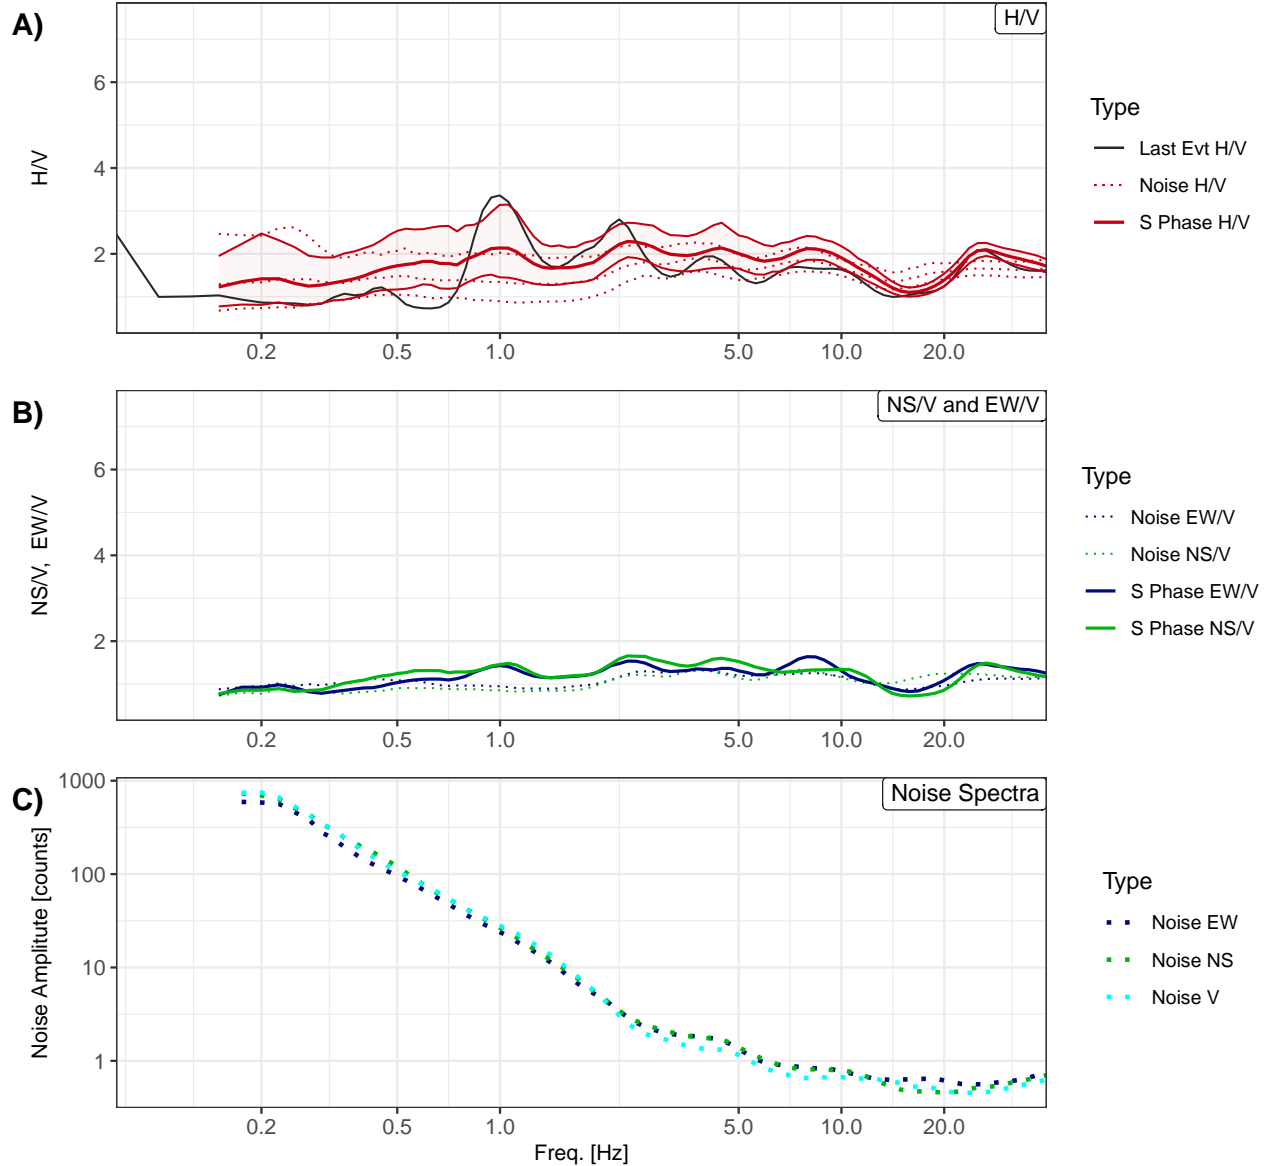 A)
H/V
6
4
2
H/V
0.2 0.5 1.0 5.0 10.0 20.0
Type
Last Evt H/V
Noise H/V
S Phase H/V
B)
NS/V and EW/V
6
4
2
NS/V, EW/V
0.2 0.5 1.0 5.0 10.0 20.0
Type
Noise EW/V
Noise NS/V
S Phase EW/V
S Phase NS/V
C)
Noise Spectra
1000
100
10
1
Noise Amplitute [counts]
0.2 0.5 1.0 5.0 10.0 20.0
Freq. [Hz]
Type
Noise EW
Noise NS
Noise V